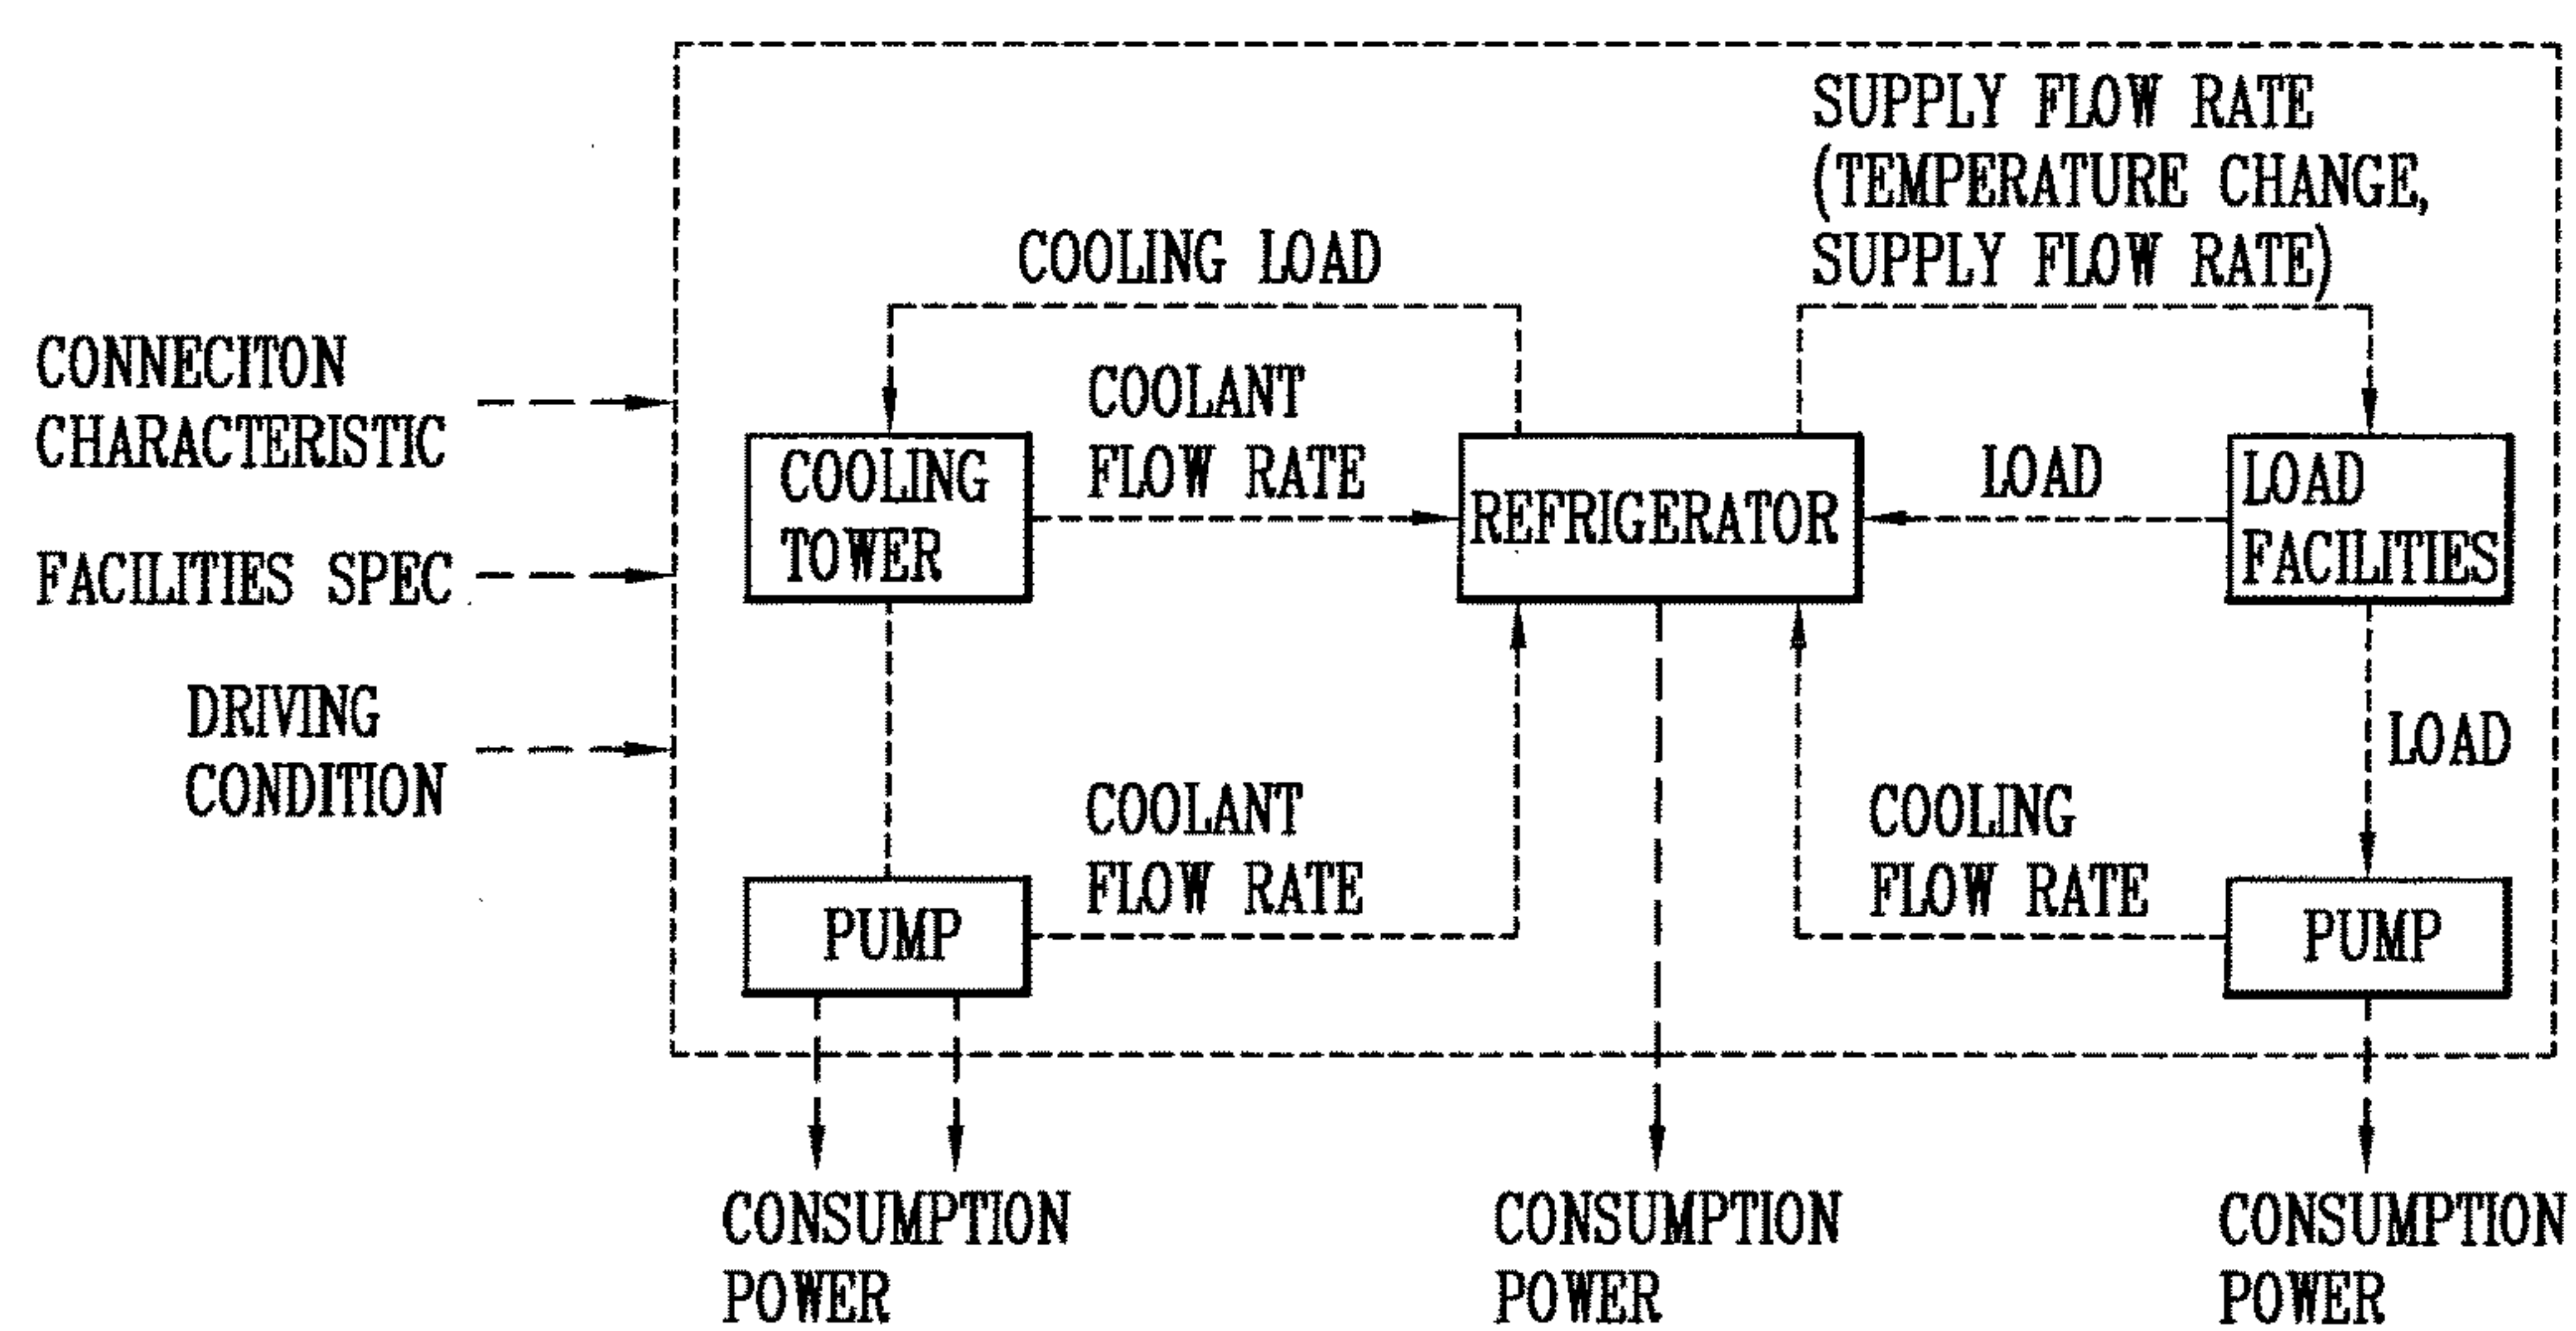 SUPPLY FLOW RATE
(TEMPERATURE CHANGE,
SUPPLY FLOW RATE)
COOLING LOAD
CONNECITON
CHARACTERISTIC
COOLANT
FLOW RATE
COOLING
TOWER
REFRIGERATOR
LOAD
LOAD
FACILITIES
FACILITIES SPEC
DRIVING
CONDITION
LOAD
COOLANT
FLOW RATE
COOLING
FLOW RATE
PUMP
PUMP
CONSUMPTION
POWER
CONSUMPTION
POWER
CONSUMPTION
POWER